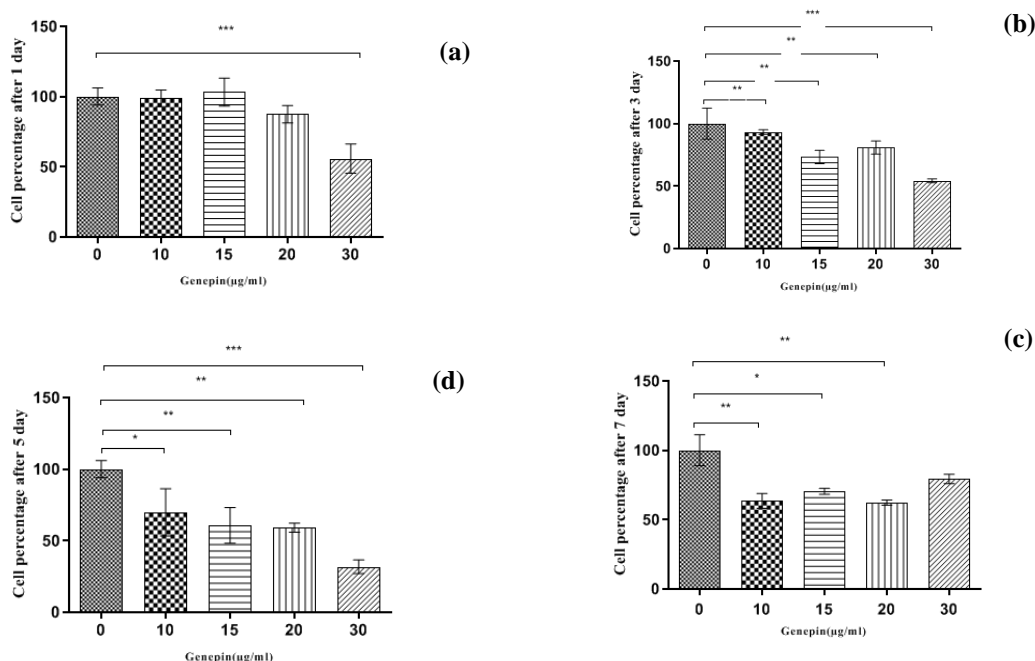 ***
(a)
Cell percentage after 1 day
150
100
50
0
0 10 15 20 30
Genepin(µg/ml)
(b)
***
**
**
**
Cell percentage after 3 day
150
100
50
0
0 10 15 20 30
Genepin(µg/ml)
(d)
***
**
**
*
Cell percentage after 5 day
150
100
50
0
0 10 15 20 30
Genepin(µg/ml)
(c)
**
*
**
Cell percentage after 7 day
150
100
50
0
0 10 15 20 30
Genepin(µg/ml)